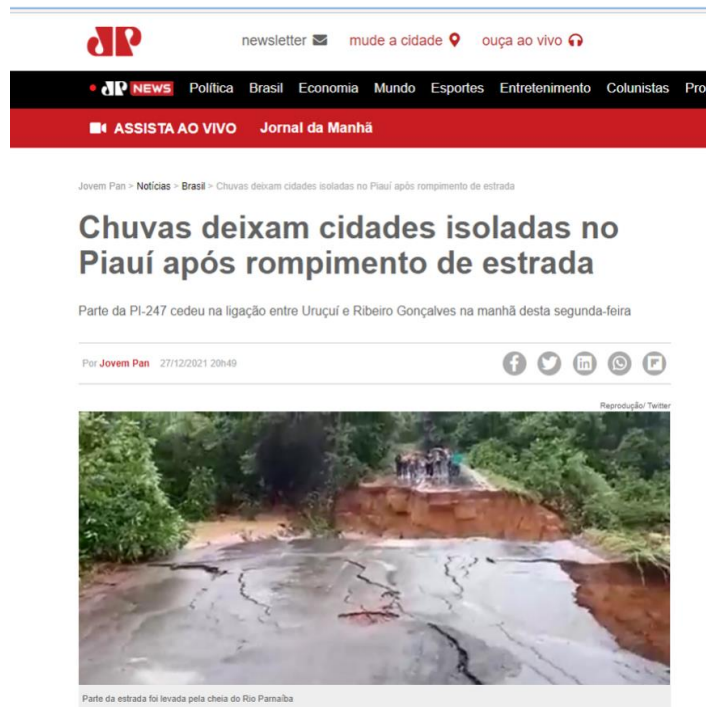 JP
newsletter mude a cidade ouça ao vivo
JP NEWS Política Brasil Economia Mundo Esportes Entretenimento Colunistas Pro
ASSISTA AO VIVO Jornal da Manhã
Jovem Pan > Notícias > Brasil > Chuvas deixam cidades isoladas no Piauí após rompimento de estrada
Chuvas deixam cidades isoladas no
Piauí após rompimento de estrada
Parte da PI-247 cedeu na ligação entre Uruçuí e Ribeiro Gonçalves na manhã desta segunda-feira
Por Jovem Pan 27/12/2021 20h49
Reprodução/ Twitter
Parte da estrada foi levada pela cheia do Rio Parnaíba